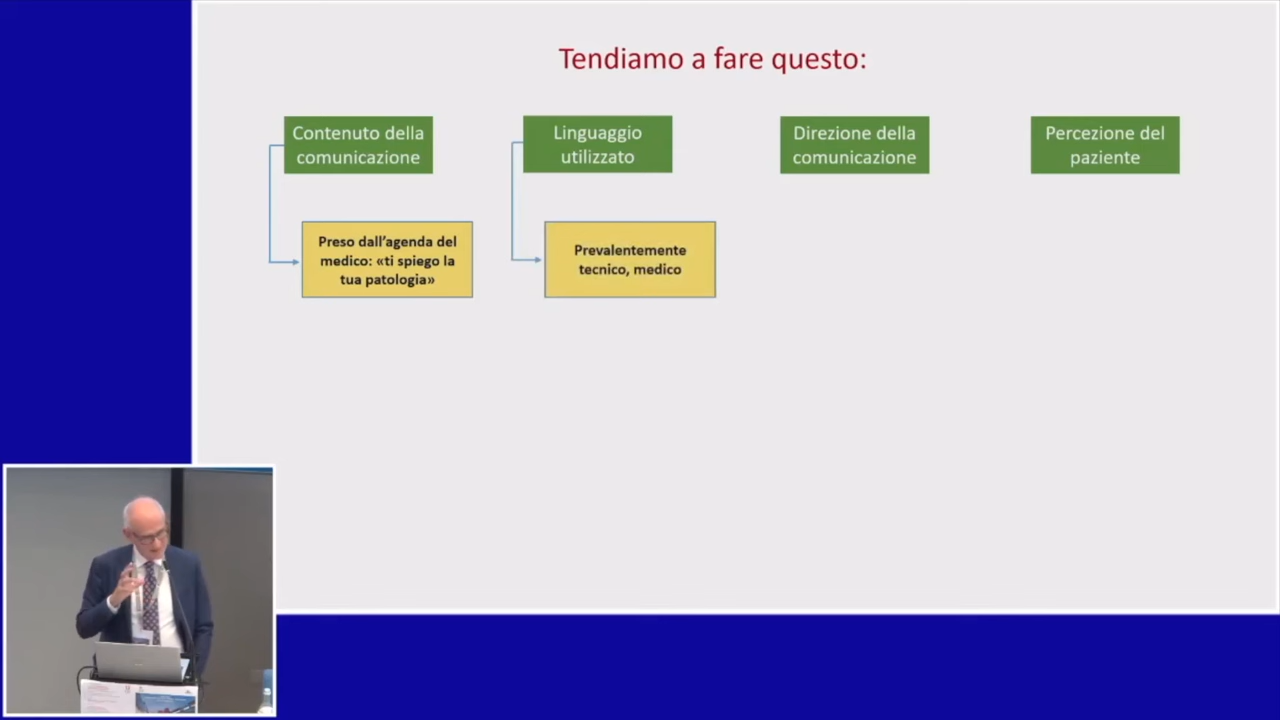 Tendiamo a fare questo:
Contenuto della
comunicazione
Linguaggio
utilizzato
Direzione della
comunicazione
Percezione del
paziente
Preso dall'agenda del
medico: «ti spiego la
tua patologia»
Prevalentemente
tecnico, medico